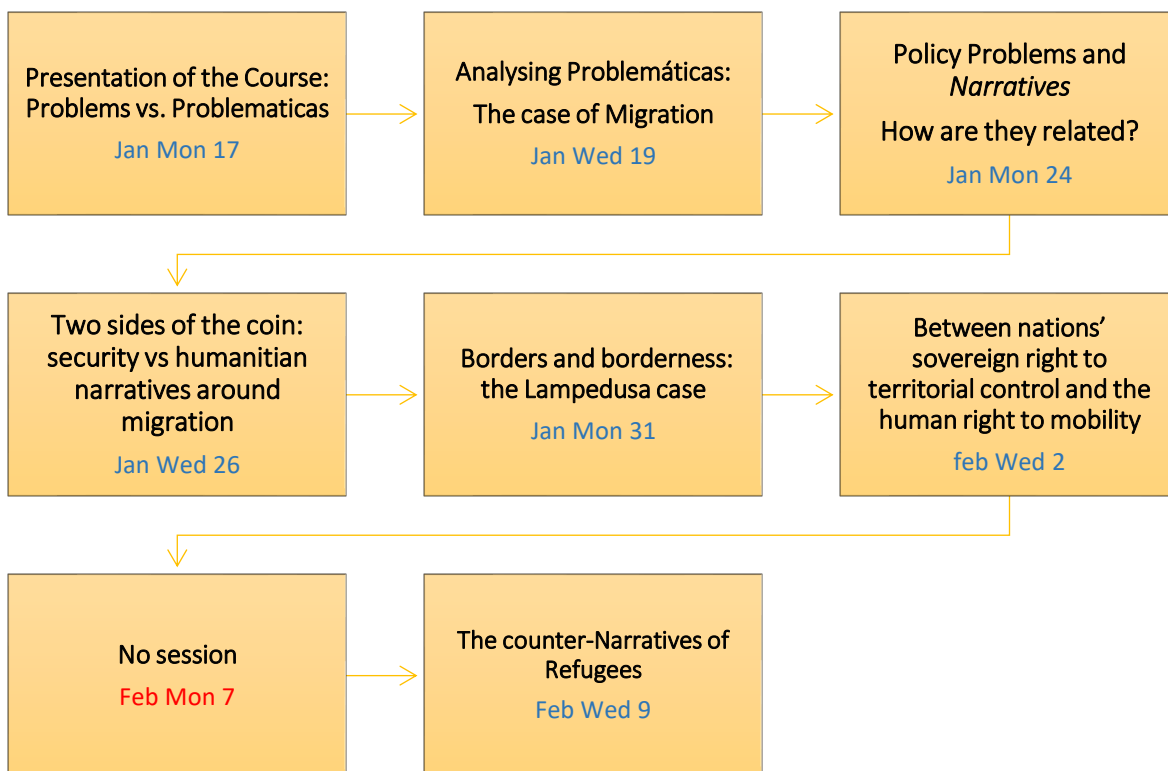 Presentation of the Course:
Problems vs. Problematicas
Jan Mon 17
Analysing Problemáticas:
The case of Migration
Jan Wed 19
Policy Problems and
Narratives
How are they related?
Jan Mon 24
Two sides of the coin:
security vs humanitian
narratives around
migration
Jan Wed 26
Borders and borderness:
the Lampedusa case
Jan Mon 31
Between nations’
sovereign right to
territorial control and the
human right to mobility
feb Wed 2
No session
Feb Mon 7
The counter-Narratives of
Refugees
Feb Wed 9